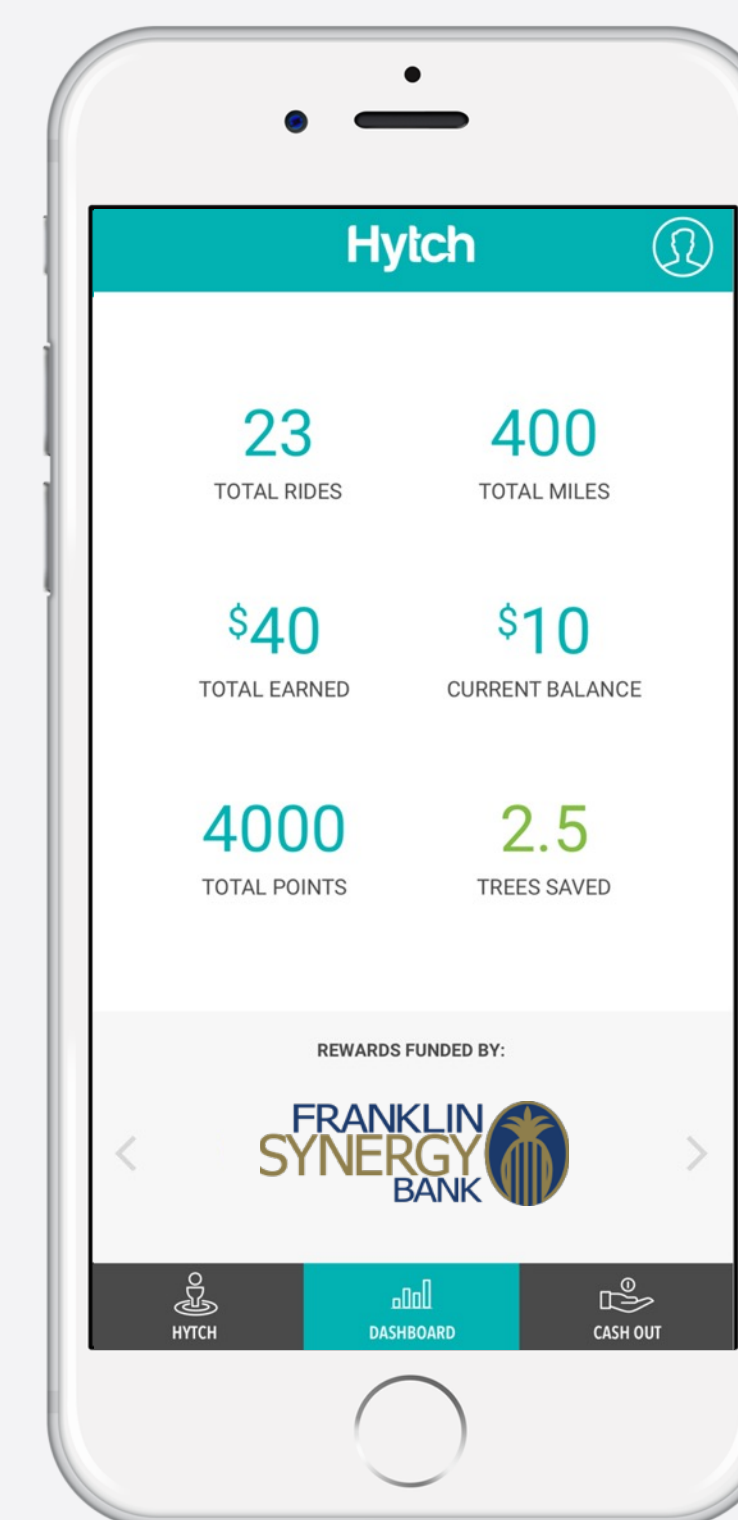 Hytch
23
400
TOTAL RIDES
TOTAL MILES
$40
$10
TOTAL EARNED
CURRENT BALANCE
4000
2.5
TOTAL POINTS
TREES SAVED
REWARDS FUNDED BY:
FRANKLIN
SYNERGY
BANK
HYTCH
DASHBOARD
CASH OUT